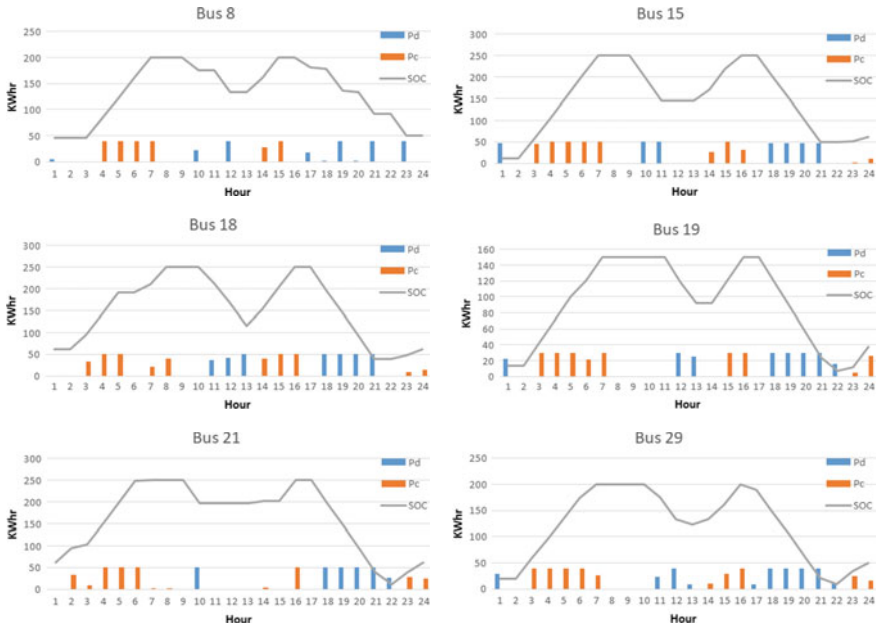 Bus 8
250
200
150
100
50
0
KWhr
Pd
Pc
SOC
1 2 3 4 5 6 7 8 9 10 11 12 13 14 15 16 17 18 19 20 21 22 23 24
Hour
Bus 15
300
250
200
150
100
50
0
KWhr
Pd
Pc
SOC
1 2 3 4 5 6 7 8 9 10 11 12 13 14 15 16 17 18 19 20 21 22 23 24
Hour
Bus 18
300
250
200
150
100
50
0
KWhr
Pd
Pc
SOC
1 2 3 4 5 6 7 8 9 10 11 12 13 14 15 16 17 18 19 20 21 22 23 24
Hour
Bus 19
160
140
120
100
80
60
40
20
0
KWhr
Pd
Pc
SOC
1 2 3 4 5 6 7 8 9 10 11 12 13 14 15 16 17 18 19 20 21 22 23 24
Hour
Bus 21
300
250
200
150
100
50
0
KWhr
Pd
Pc
SOC
1 2 3 4 5 6 7 8 9 10 11 12 13 14 15 16 17 18 19 20 21 22 23 24
Hour
Bus 29
250
200
150
100
50
0
KWhr
Pd
Pc
SOC
1 2 3 4 5 6 7 8 9 10 11 12 13 14 15 16 17 18 19 20 21 22 23 24
Hour